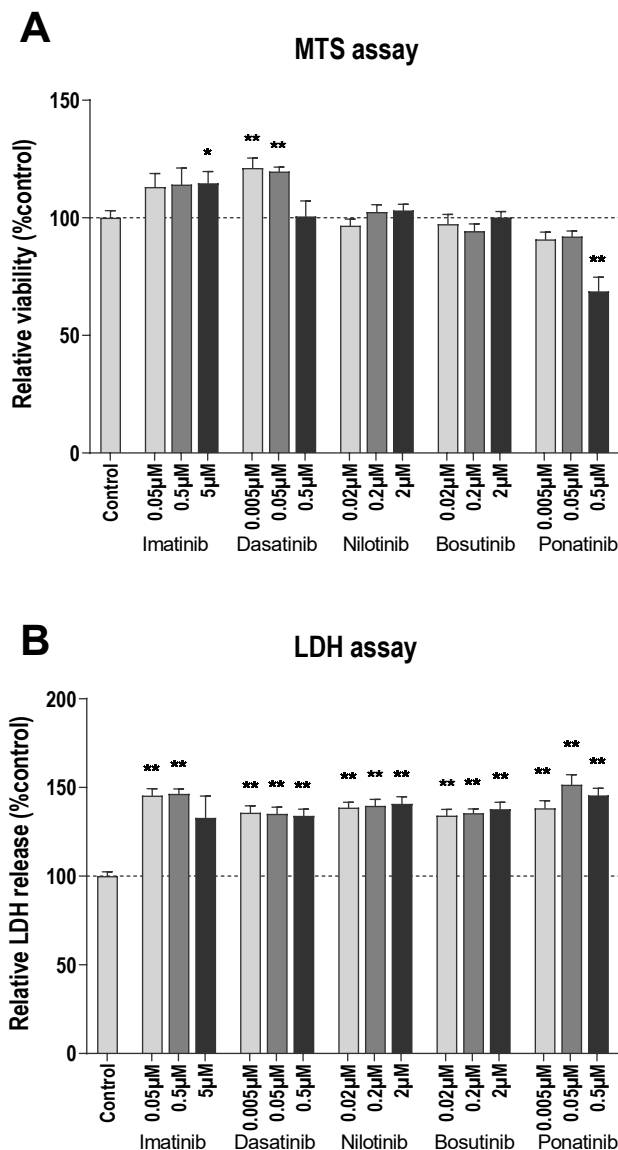 A
MTS assay
Relative viability (%control)
150
100
50
0
*
**
**
**
Control
0.05µM
0.5µM
5µM
0.005µM
0.05µM
0.5µM
0.02µM
0.2µM
2µM
0.02µM
0.2µM
2µM
0.005µM
0.05µM
0.5µM
Imatinib Dasatinib Nilotinib Bosutinib Ponatinib
B
LDH assay
Relative LDH release (%control)
200
150
100
50
0
** ** ** ** ** ** ** ** ** ** ** ** ** **
Control
0.05µM
0.5µM
5µM
0.005µM
0.05µM
0.5µM
0.02µM
0.2µM
2µM
0.02µM
0.2µM
2µM
0.005µM
0.05µM
0.5µM
Imatinib Dasatinib Nilotinib Bosutinib Ponatinib